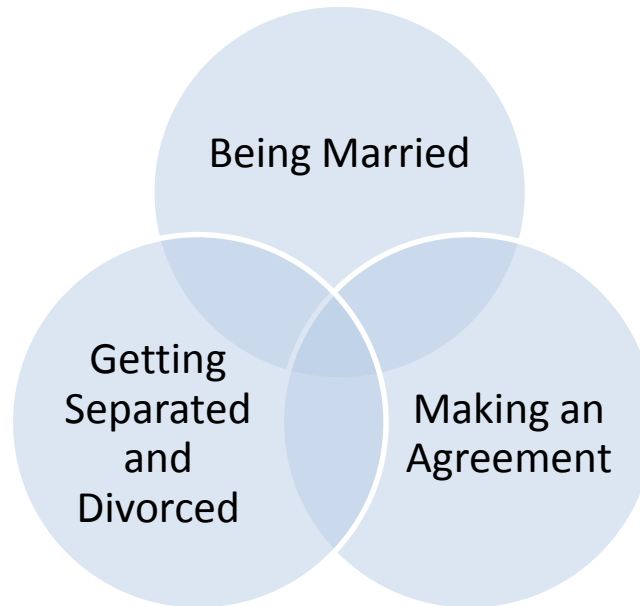 Being Married
Getting
Separated
and
Divorced
Making an
Agreement